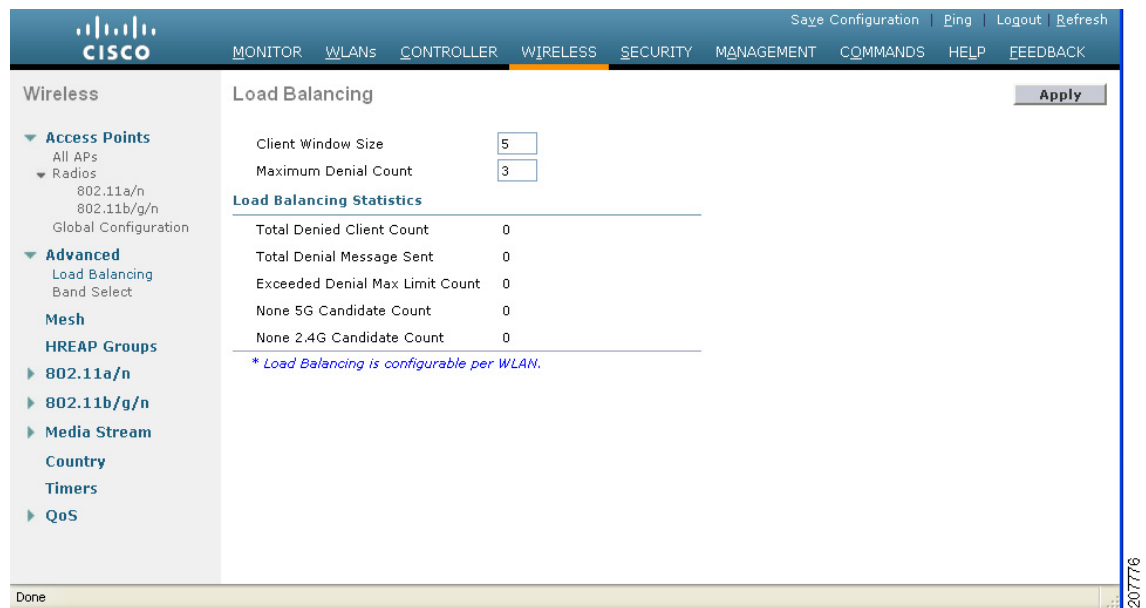 Save Configuration | Ping | Logout | Refresh
CISCO
MONITOR WLANs CONTROLLER WIRELESS SECURITY MANAGEMENT COMMANDS HELP FEEDBACK
Wireless
Access Points
All APs
Radios
802.11a/n
802.11b/g/n
Global Configuration
Advanced
Load Balancing
Band Select
Mesh
HREAP Groups
802.11a/n
802.11b/g/n
Media Stream
Country
Timers
QoS
Load Balancing
Apply
Client Window Size 5
Maximum Denial Count 3
Load Balancing Statistics
Total Denied Client Count 0
Total Denial Message Sent 0
Exceeded Denial Max Limit Count 0
None 5G Candidate Count 0
None 2.4G Candidate Count 0
* Load Balancing is configurable per WLAN.
Done
207776